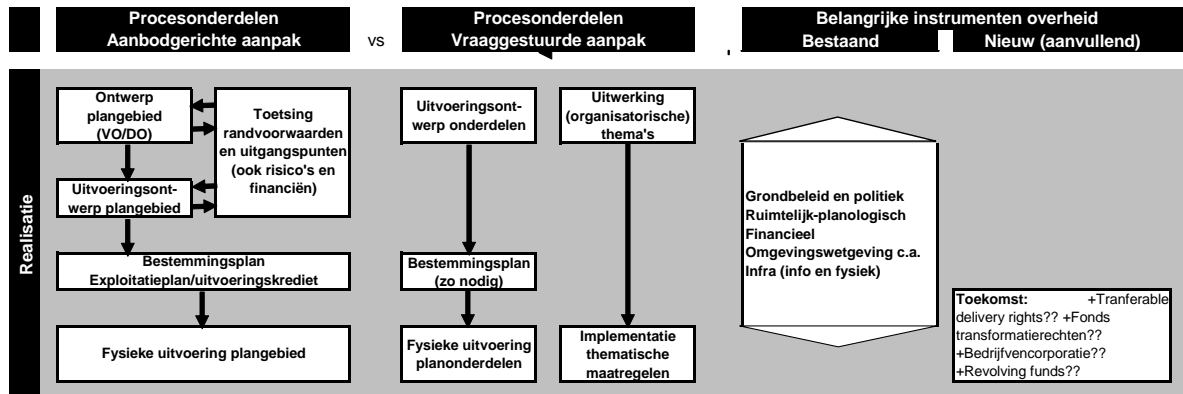 Procesonderdelen
Aanbodgerichte aanpak
vs
Procesonderdelen
Vraaggestuurde aanpak
Belangrijke instrumenten overheid
Bestaand
Nieuw (aanvullend)
Realisatie
Ontwerp
plangebied
(VO/DO)
Toetsing
randvoorwaarden
en uitgangspunten
(ook risico's en
financiën)
Uitvoeringsont-
werp plangebied
Bestemmingsplan
Exploitatieplan/uitvoeringskrediet
Fysieke uitvoering plangebied
Uitvoeringsont-
werp onderdelen
Bestemmingsplan
(zo nodig)
Fysieke uitvoering
planonderdelen
Uitwerking
(organisatorische)
thema's
Implementatie
thematische
maatregelen
Grondbeleid en politiek
Ruimtelijk-planologisch
Financieel
Omgevingswetgeving c.a.
Infra (info en fysiek)
Toekomst: +Tranferable
delivery rights?? +Fonds
transformatierechten??
+Bedrijfvencorporatie??
+Revolving funds??